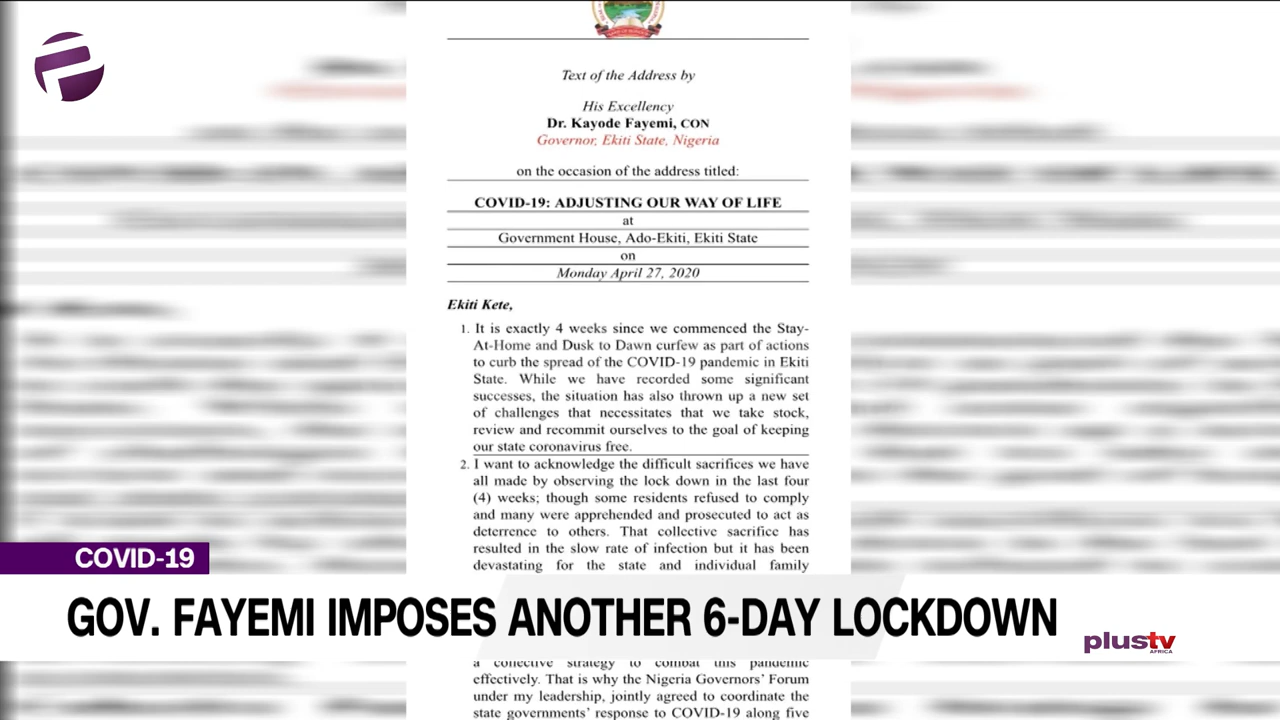 Text of the Address by
His Excellency
Dr. Kayode Fayemi, CON
Governor, Ekiti State, Nigeria
on the occasion of the address titled:
COVID-19: ADJUSTING OUR WAY OF LIFE
at
Government House, Ado-Ekiti, Ekiti State
on
Monday April 27, 2020
Ekiti Kete,
1. It is exactly 4 weeks since we commenced the Stay-
At-Home and Dusk to Dawn curfew as part of actions
to curb the spread of the COVID-19 pandemic in Ekiti
State. While we have recorded some significant
successes, the situation has also thrown up a new set
of challenges that necessitates that we take stock,
review and recommit ourselves to the goal of keeping
our state coronavirus free.
2. I want to acknowledge the difficult sacrifices we have
all made by observing the lock down in the last four
(4) weeks; though some residents refused to comply
and many were apprehended and prosecuted to act as
deterrence to others. That collective sacrifice has
resulted in the slow rate of infection but it has been
devastating for the state and individual family
COVID-19
GOV. FAYEMI IMPOSES ANOTHER 6-DAY LOCKDOWN
plustv
AFRICA
a collective strategy to combat this pandemic
effectively. That is why the Nigeria Governors' Forum
under my leadership, jointly agreed to coordinate the
state governments' response to COVID-19 along five